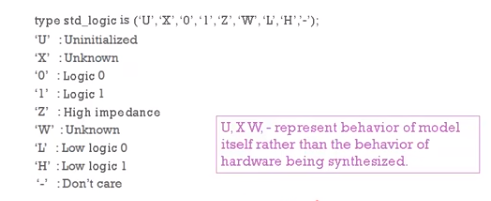 type std_logic is (‘U’,‘X’,‘0’,‘1’,‘Z’,‘W’,‘L’,‘H’,‘-’);
‘U’ : Uninitialized
‘X’ : Unknown
‘0’ : Logic 0
‘1’ : Logic 1
‘Z’ : High impedance
‘W’ : Unknown
‘L’ : Low logic 0
‘H’ : Low logic 1
‘-’ : Don’t care
U, X W, - represent behavior of model
itself rather than the behavior of
hardware being synthesized.